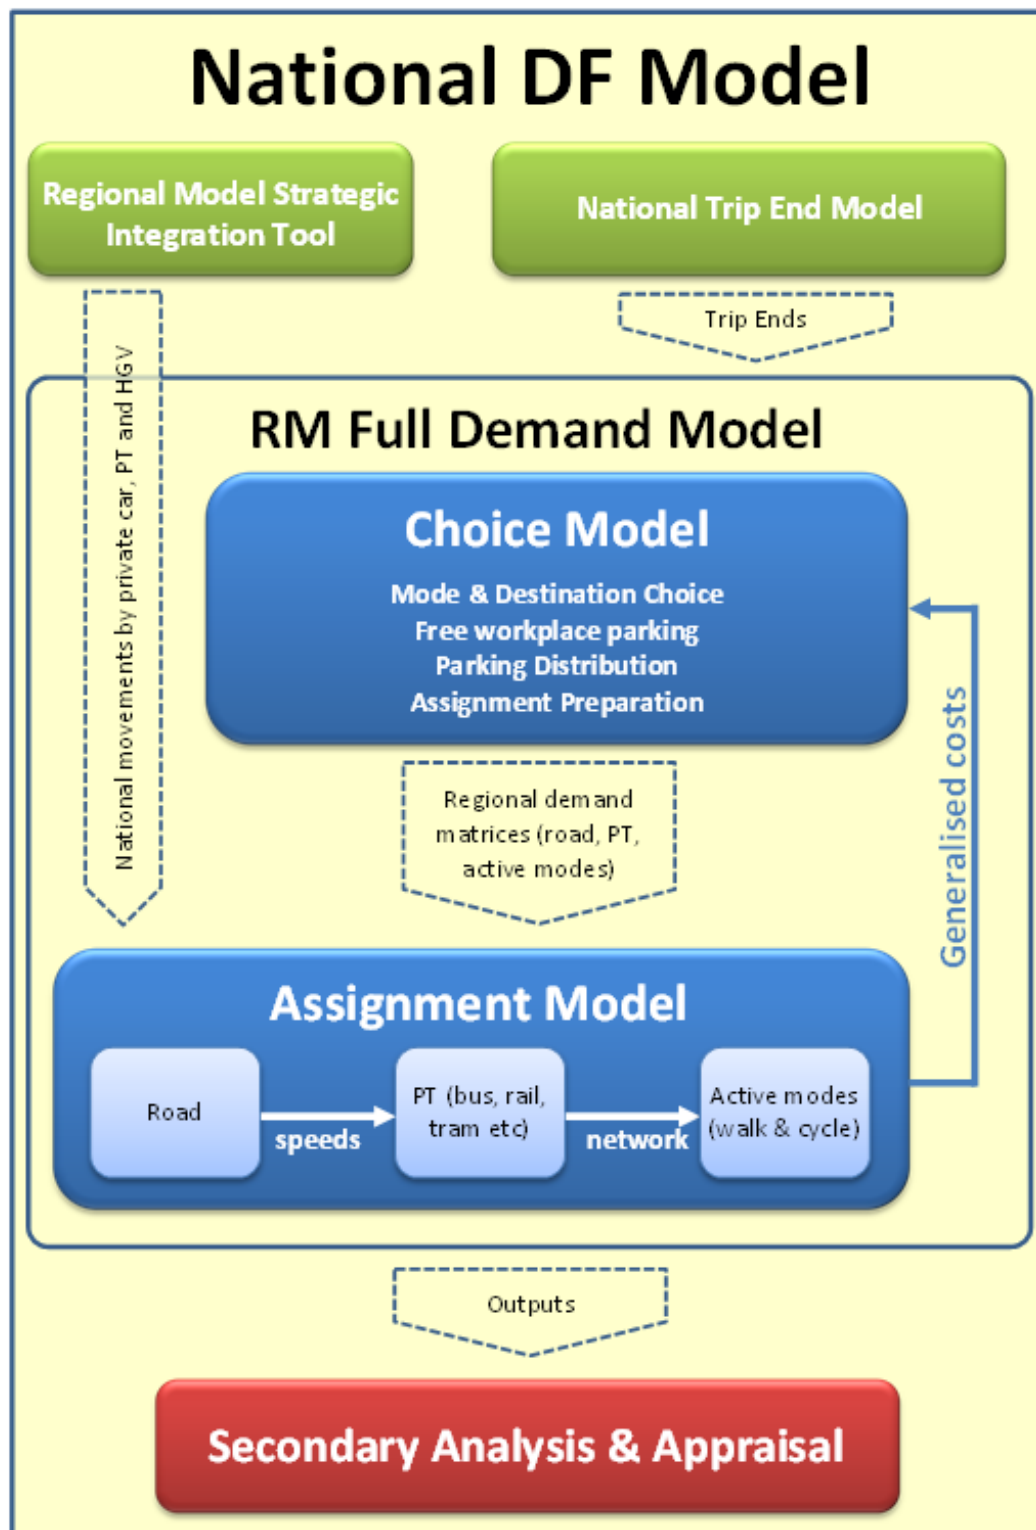 National DF Model
Regional Model Strategic
Integration Tool
National Trip End Model
Trip Ends
National movements by private car, PT and HGV
RM Full Demand Model
Choice Model
Mode & Destination Choice
Free workplace parking
Parking Distribution
Assignment Preparation
Regional demand
matrices (road, PT,
active modes)
Generalised costs
Assignment Model
Road
speeds
PT (bus, rail,
tram etc)
network
Active modes
(walk & cycle)
Outputs
Secondary Analysis & Appraisal